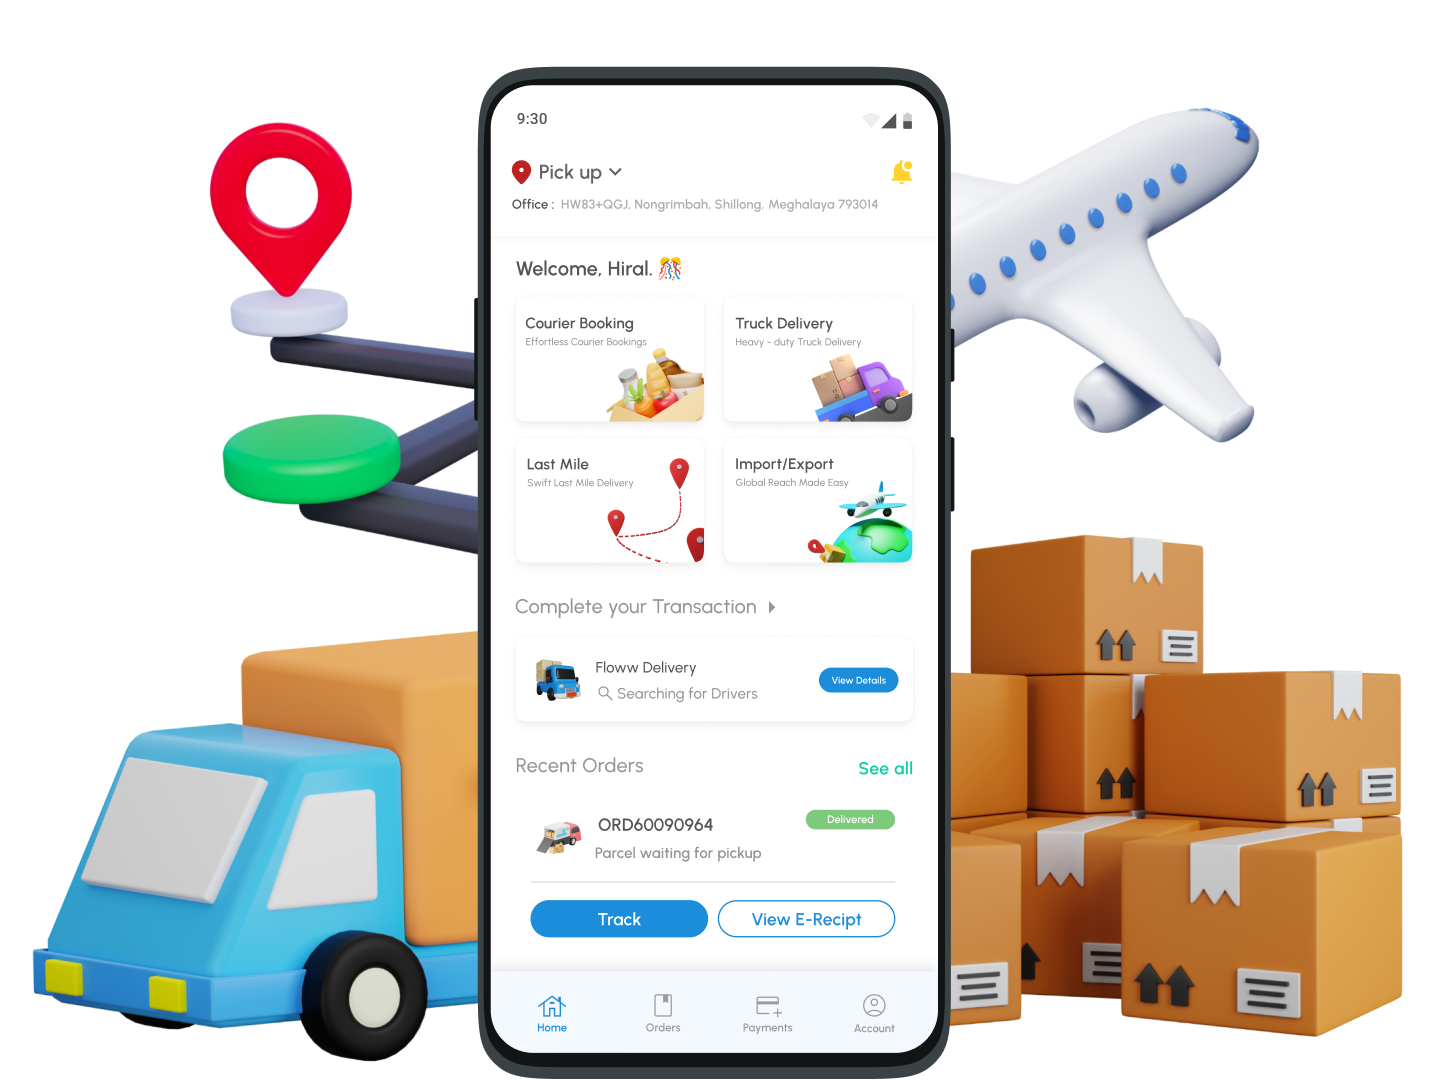 9:30
Pick up
Office : HW83+QGJ, Nongrimbah, Shillong, Meghalaya 793014
Welcome, Hiral.
Courier Booking
Effortless Courier Bookings
Truck Delivery
Heavy - duty Truck Delivery
Last Mile
Swift Last Mile Delivery
Import/Export
Global Reach Made Easy
Complete your Transaction
Floww Delivery
Searching for Drivers
View Details
Recent Orders
See all
ORD60090964
Delivered
Parcel waiting for pickup
Track
View E-Recipt
Home
Orders
Payments
Account